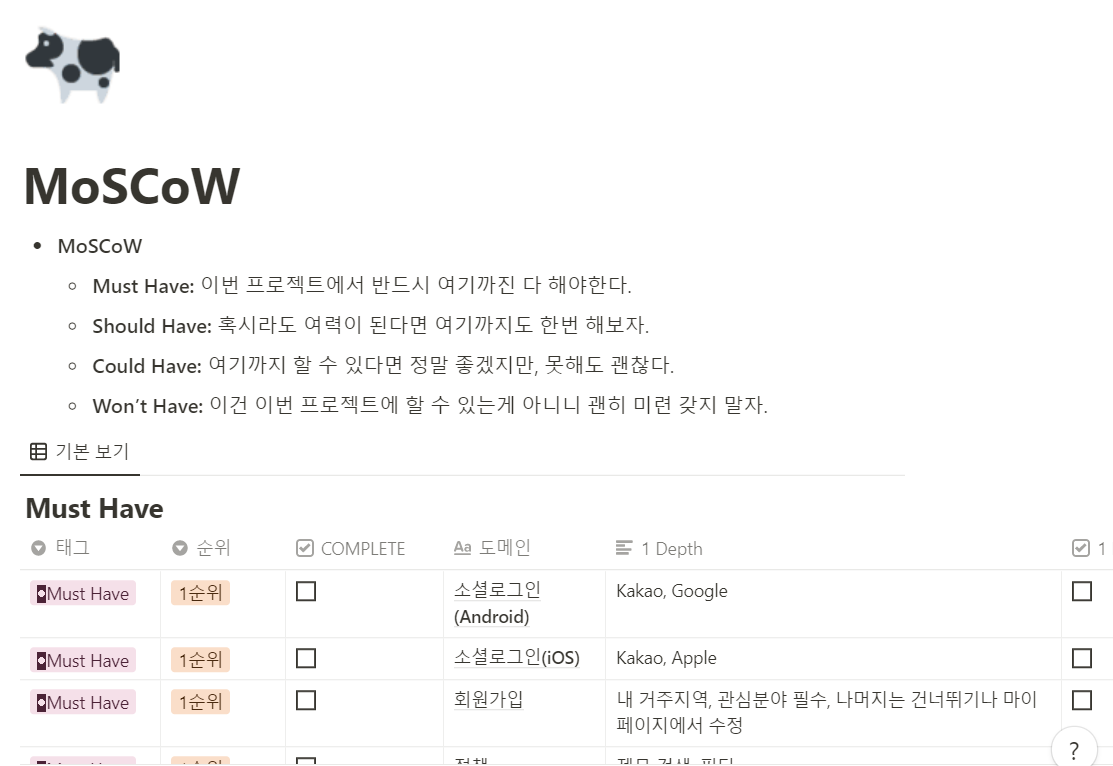 MoSCoW
MoSCoW
Must Have: 이번 프로젝트에서 반드시 여기까진 다 해야한다.
Should Have: 혹시라도 여력이 된다면 여기까지도 한번 해보자.
Could Have: 여기까지 할 수 있다면 정말 좋겠지만, 못해도 괜찮다.
Won’t Have: 이건 이번 프로젝트에 할 수 있는게 아니니 괜히 미련 갖지 말자.
기본 보기
Must Have
태그 순위 COMPLETE Aa 도메인 1 Depth 1
Must Have 1순위 소셜로그인 Kakao, Google
(Android)
Must Have 1순위 소셜로그인(iOS) Kakao, Apple
Must Have 1순위 회원가입 내 거주지역, 관심분야 필수, 나머지는 건너뛰기나 마이
페이지에서 수정
?